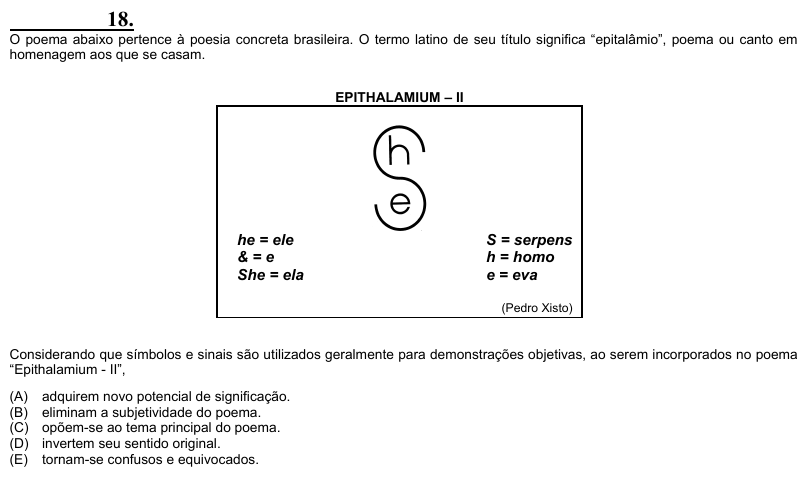 18.
O poema abaixo pertence à poesia concreta brasileira. O termo latino de seu título significa “epitalâmio”, poema ou canto em
homenagem aos que se casam.
EPITHALAMIUM – II
S
h
e
he = ele
& = e
She = ela
S = serpens
h = homo
e = eva
(Pedro Xisto)
Considerando que símbolos e sinais são utilizados geralmente para demonstrações objetivas, ao serem incorporados no poema
“Epithalamium - II”,
(A) adquirem novo potencial de significação.
(B) eliminam a subjetividade do poema.
(C) opõem-se ao tema principal do poema.
(D) invertem seu sentido original.
(E) tornam-se confusos e equivocados.